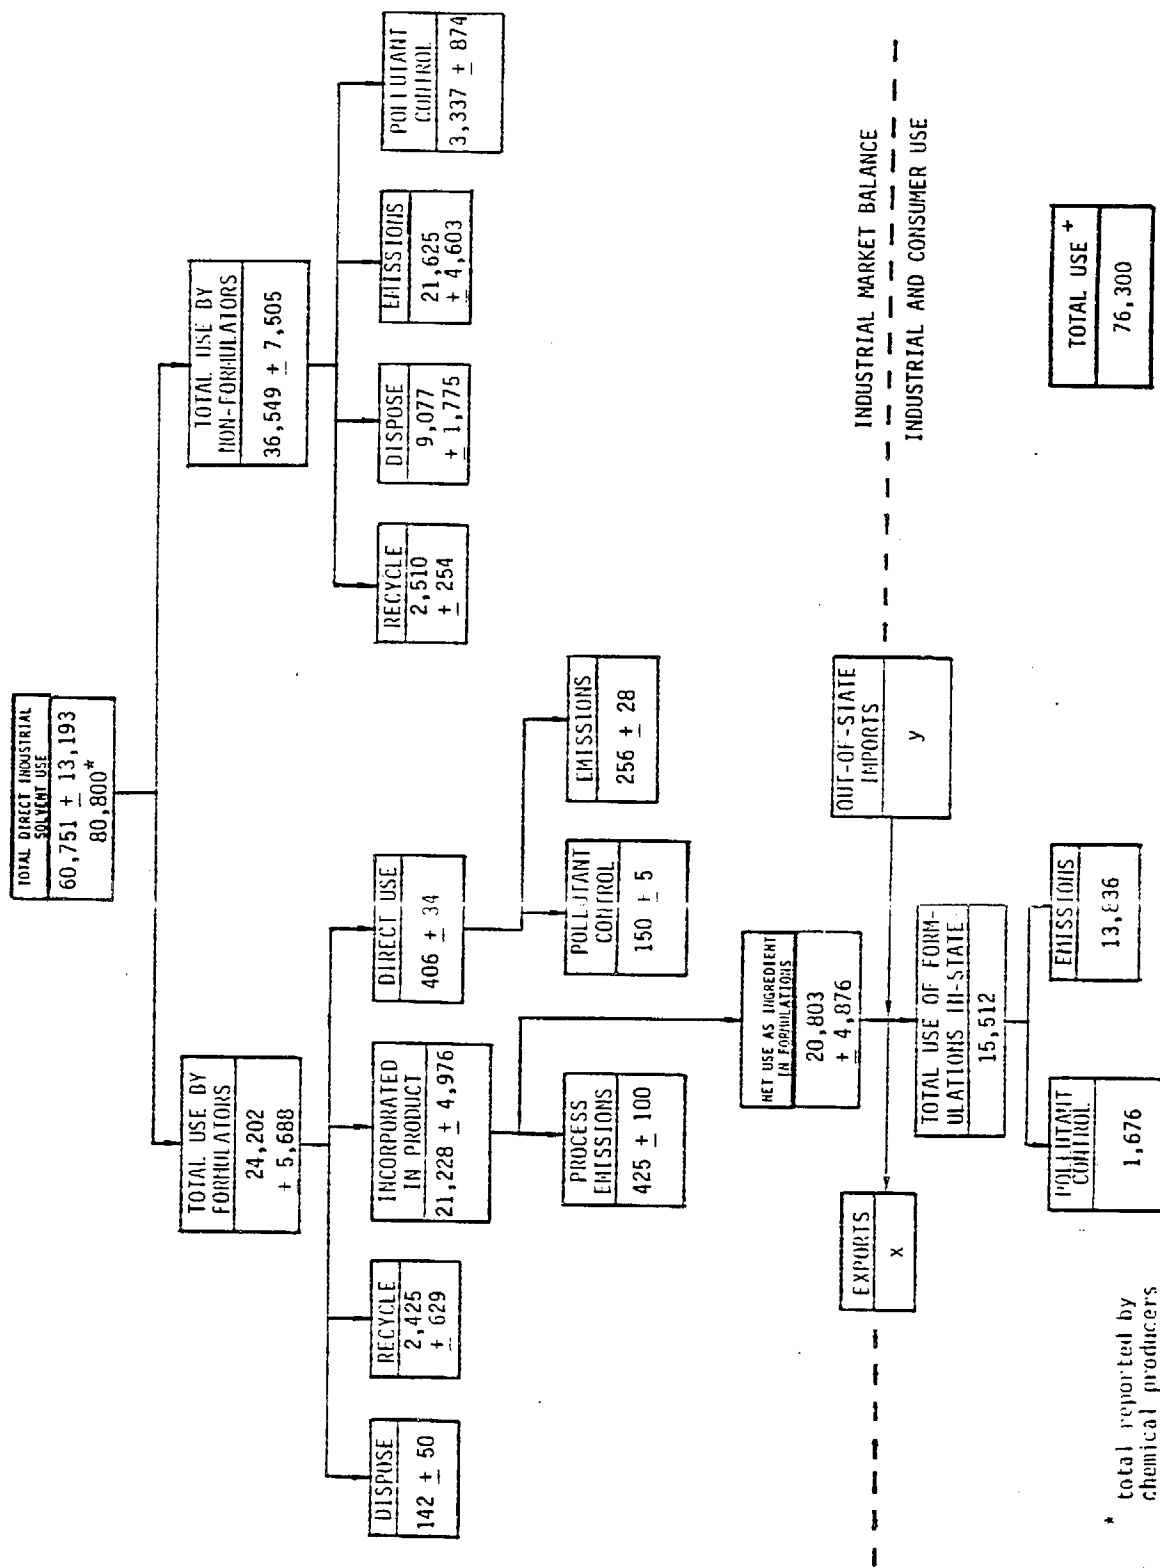 TOTAL DIRECT INDUSTRIAL
SOLVENT USE
60,751 ± 13,193
80,800*
TOTAL USE BY
FORMULATORS
24,202
± 5,688
TOTAL USE BY
NON-FORMULATORS
36,549 ± 7,505
DISPOSE
142 ± 50
RECYCLE
2,425
± 629
INCORPORATED
IN PRODUCT
21,228 ± 4,976
DIRECT USE
406 ± 34
RECYCLE
2,510
± 254
DISPOSE
9,077
± 1,775
EMISSIONS
21,625
± 4,603
POLLUTANT
CONTROL
3,337 ± 874
PROCESS
EMISSIONS
425 ± 100
POLLUTANT
CONTROL
150 ± 5
EMISSIONS
256 ± 28
NET USE AS INGREDIENT
IN FORMULATIONS
20,803
± 4,876
EXPORTS
x
OUT-OF-STATE
IMPORTS
y
INDUSTRIAL MARKET BALANCE
INDUSTRIAL AND CONSUMER USE
TOTAL USE OF FORM-
ULATIONS IN-STATE
15,512
POLLUTANT
CONTROL
1,676
EMISSIONS
13,836
TOTAL USE +
76,300
* total reported by
chemical producers